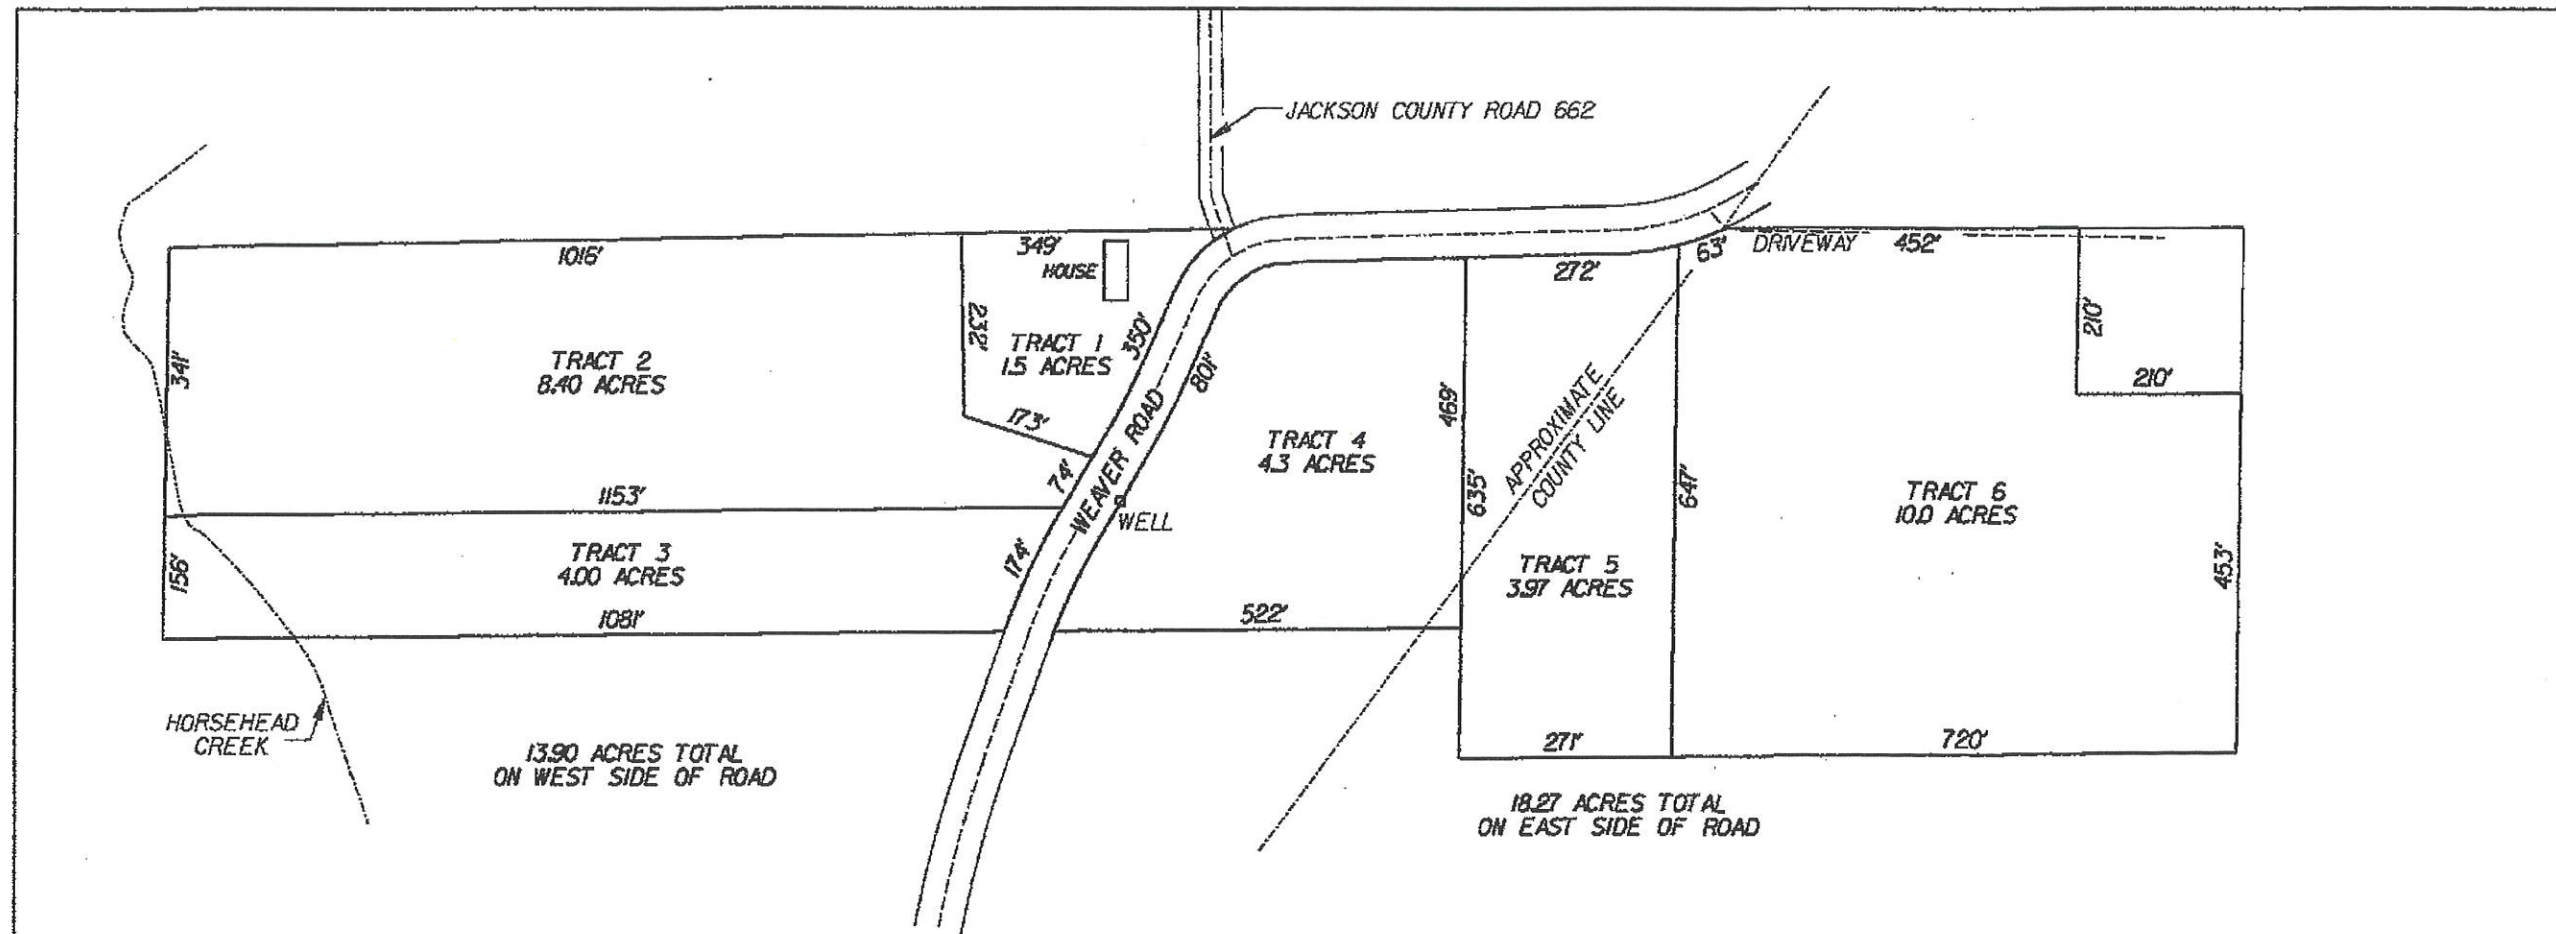 JACKSON COUNTY ROAD 662
1016'
349'
HOUSE
272'
63'
DRIVEWAY
452'
232'
350'
801'
210'
210'
341'
TRACT 2
8.40 ACRES
TRACT 1
1.5 ACRES
173'
74'
469'
TRACT 4
4.3 ACRES
APPROXIMATE
COUNTY LINE
635'
647'
TRACT 6
10.0 ACRES
1153'
WEAVER ROAD
WELL
156'
TRACT 3
4.00 ACRES
174'
TRACT 5
3.97 ACRES
453'
1081'
522'
HORSEHEAD
CREEK
13.90 ACRES TOTAL
ON WEST SIDE OF ROAD
271'
720'
18.27 ACRES TOTAL
ON EAST SIDE OF ROAD